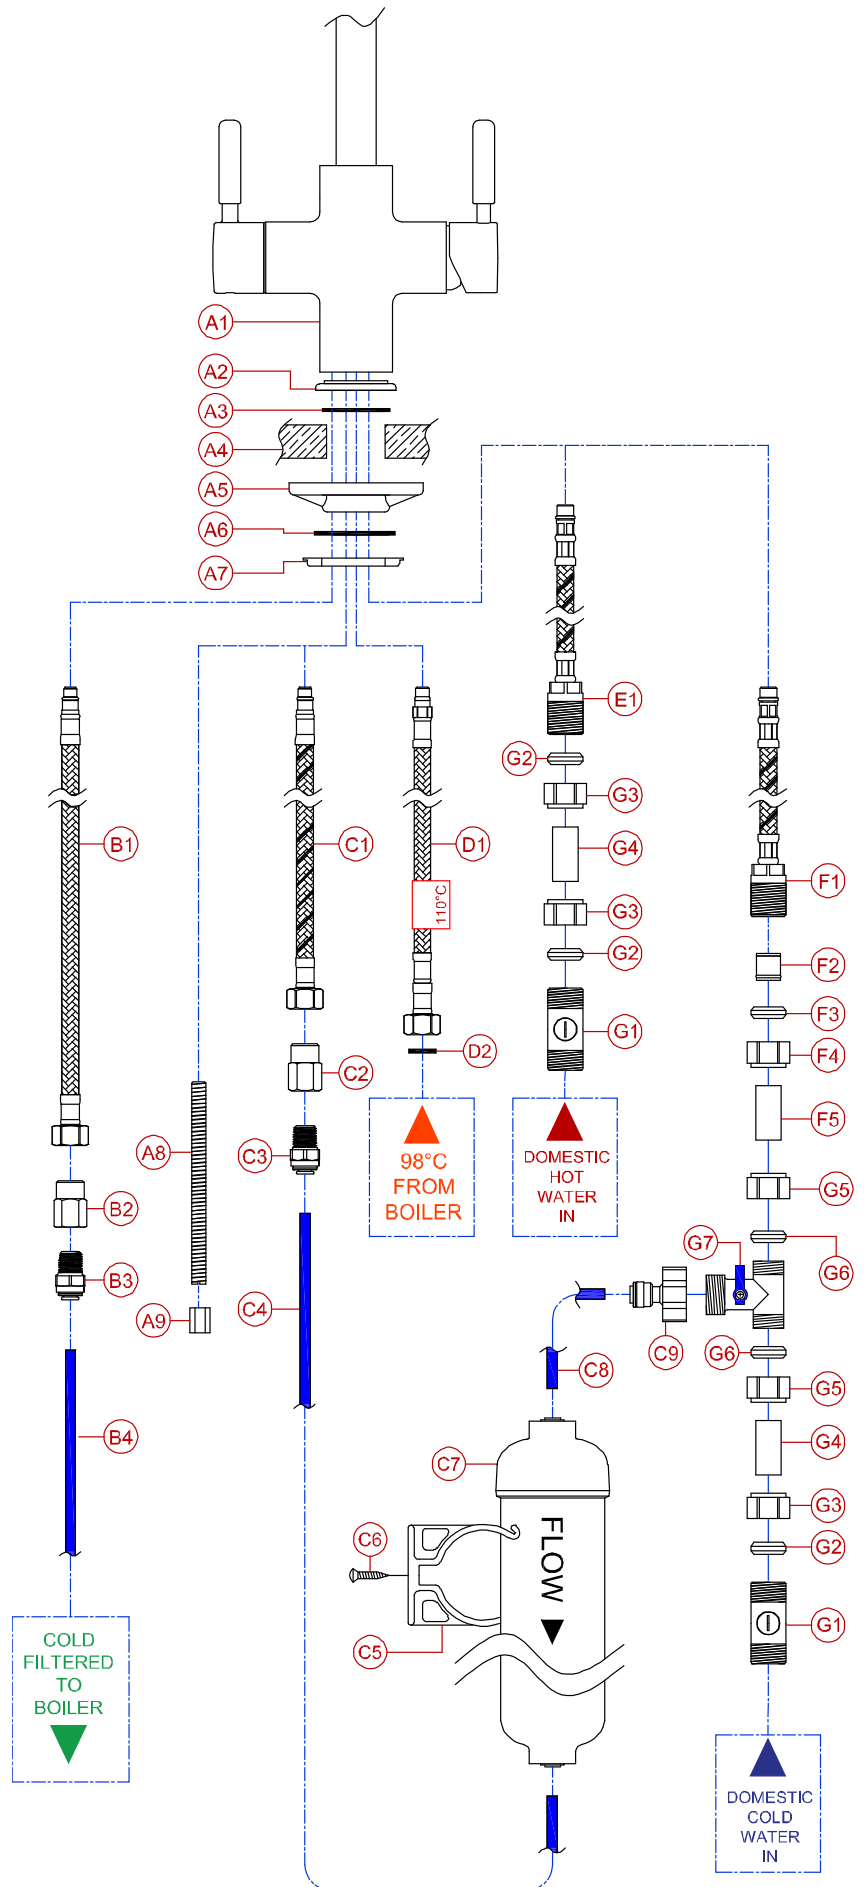 A1
A2
A3
A4
A5
A6
A7
E1
G2
G3
B1
C1
D1
G4
F1
110°C
G3
G2
F2
F3
G1
F4
D2
C2
F5
A8
C3
98°C
FROM
BOILER
DOMESTIC
HOT
WATER
IN
G5
B2
G7
G6
B3
C4
A9
C9
G6
C8
G5
B4
G4
C7
G3
C6
FLOW
G2
C5
G1
COLD
FILTERED
TO
BOILER
DOMESTIC
COLD
WATER
IN